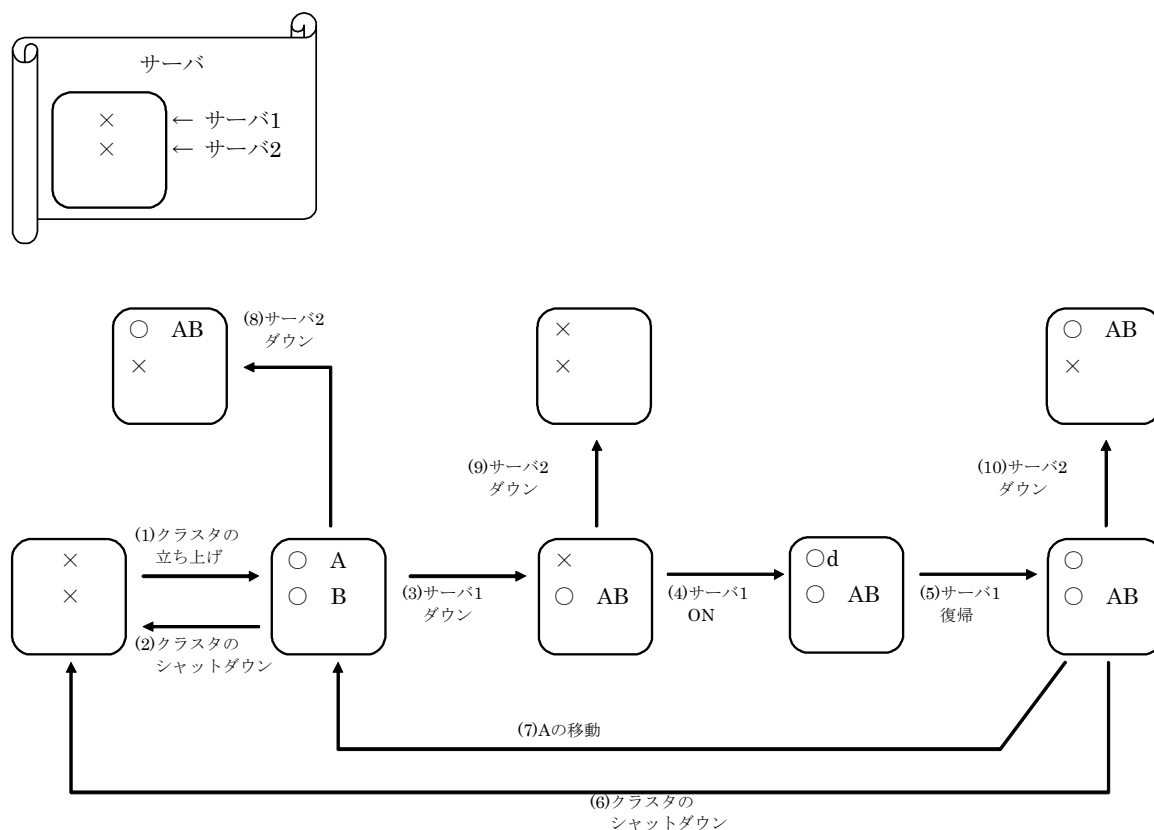 サーバ
× ← サーバ1
× ← サーバ2
○ AB
×
(8)サーバ2
ダウン
×
×
○ AB
×
(9)サーバ2
ダウン
(10)サーバ2
ダウン
×
×
(1)クラスタの
立ち上げ
(2)クラスタの
シャットダウン
○ A
○ B
(3)サーバ1
ダウン
×
○ AB
(4)サーバ1
ON
○d
○ AB
(5)サーバ1
復帰
○
○ AB
(7)Aの移動
(6)クラスタの
シャットダウン